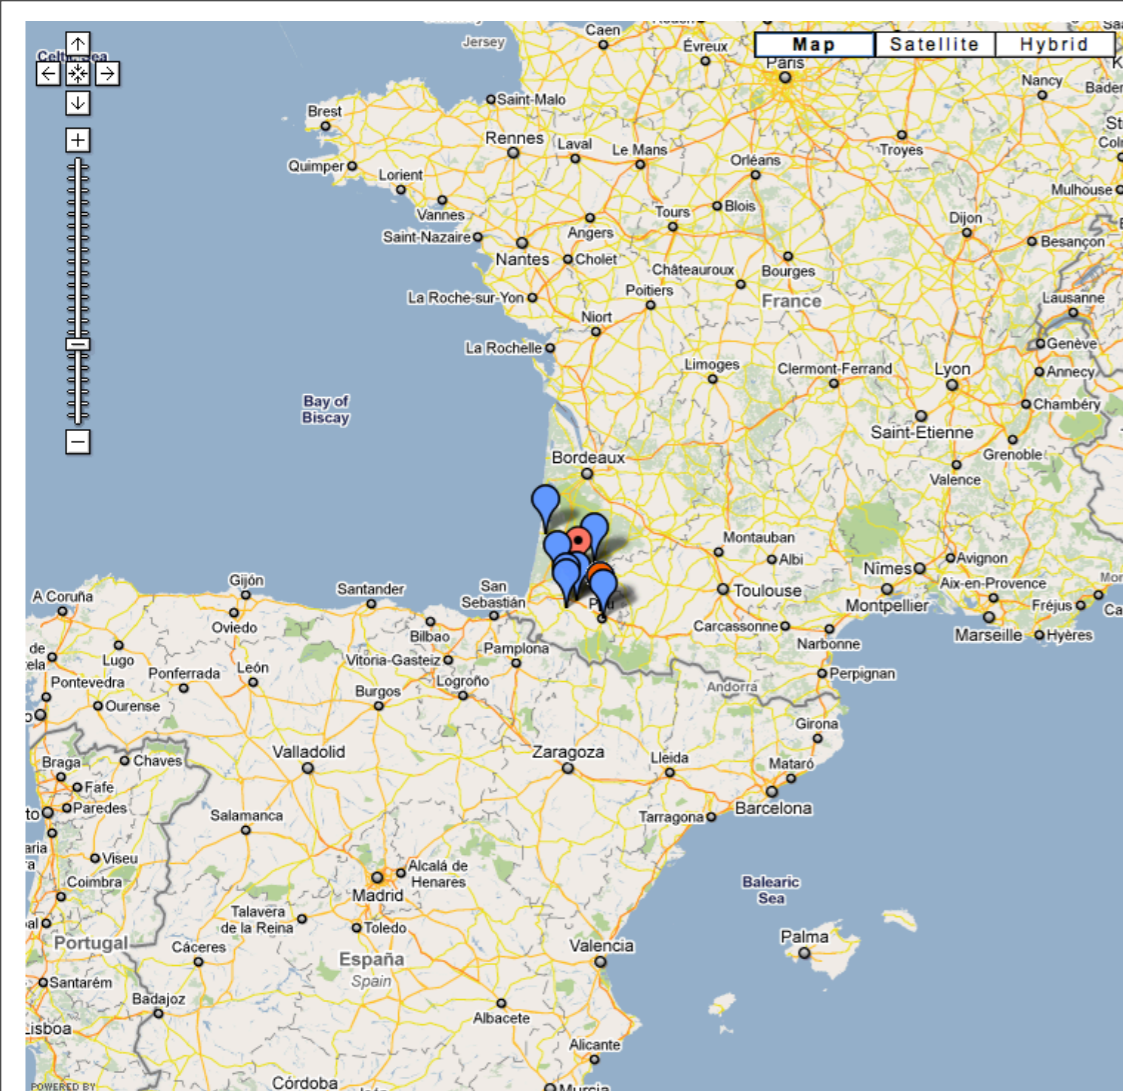 Jersey
Caen
Évreux
Map
Satellite
Hybrid
Paris
Nancy
Brest
Saint-Malo
Rennes
Laval
Le Mans
Troyes
Quimper
Orléans
Lorient
Mulhouse
Vannes
Tours
Blois
Dijon
Saint-Nazaire
Angers
Besançon
Nantes
Cholet
Châteauroux
Bourges
La Roche-sur-Yon
Poitiers
France
Lausanne
Niort
La Rochelle
Genève
Limoges
Clermont-Ferrand
Lyon
Annecy
Bay of
Biscay
Chambéry
Saint-Etienne
Grenoble
Bordeaux
Valence
Montauban
Albi
Avignon
Nîmes
Aix-en-Provence
Gijón
A Coruña
Santander
San
Sebastián
Toulouse
Montpellier
Fréjus
Oviedo
Bilbao
Carcassonne
Marseille
Hyères
Narbonne
de
tela
Lugo
León
Vitoria-Gasteiz
Pamplona
Ponferrada
Perpignan
Pontevedra
Burgos
Logroño
Andorra
Ourense
Girona
Valladolid
Zaragoza
Lleida
Mataró
Braga
Chaves
Fafe
Paredes
to
Salamanca
Barcelona
Tarragona
aria
ra
Viseu
Alcalá de
Henares
Coimbra
Madrid
Balearic
Sea
Talavera
de la Reina
Toledo
Portugal
Cáceres
Valencia
Palma
España
Spain
Santarém
Badajoz
Albacete
Lisboa
Alicante
Córdoba
Murcia
POWERED BY